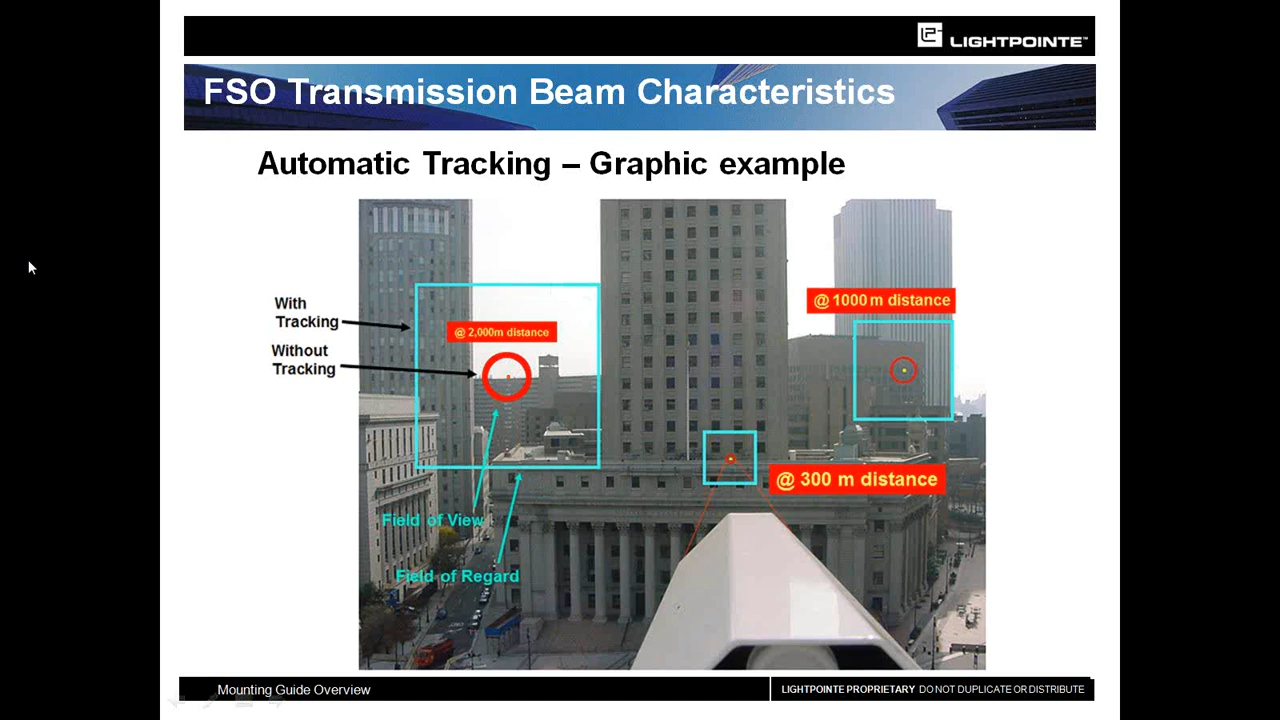 LIGHTPOINTE™
FSO Transmission Beam Characteristics
Automatic Tracking – Graphic example
With
Tracking
Without
Tracking
@ 2,000m distance
@ 1000 m distance
@ 300 m distance
Field of View
Field of Regard
Mounting Guide Overview
LIGHTPOINTE PROPRIETARY DO NOT DUPLICATE OR DISTRIBUTE